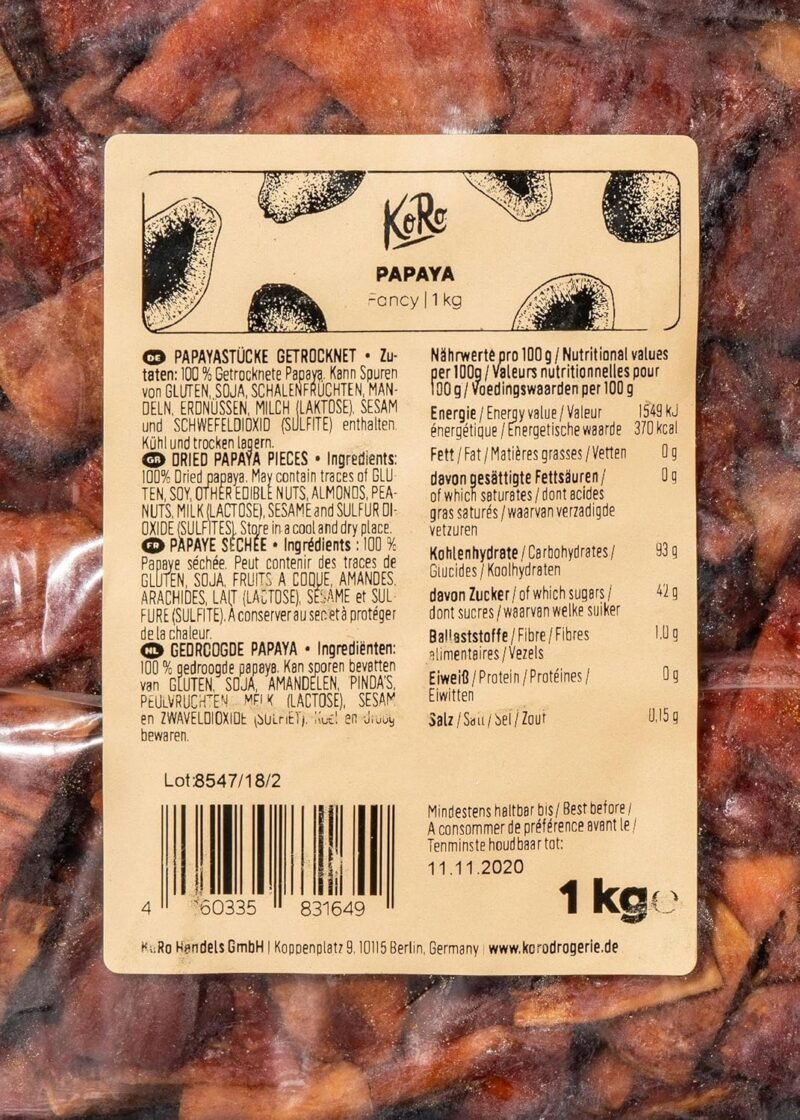 KoRo
PAPAYA
Fancy | 1 kg
DE PAPAYASTÜCKE GETROCKNET • Zu-
taten: 100 % Getrocknete Papaya. Kann Spuren
von GLUTEN, SOJA, SCHALENFRÜCHTEN, MAN-
DELN, ERDNÜSSEN, MILCH (LAKTOSE), SESAM
und SCHWEFELDIOXID (SULFITE) enthalten.
Kühl und trocken lagern.
GB DRIED PAPAYA PIECES • Ingredients:
100% Dried papaya. May contain traces of GLU-
TEN, SOY, OTHER EDIBLE NUTS, ALMONDS, PEA-
NUTS, MILK (LACTOSE), SESAME and SULFUR DI-
OXIDE (SULFITES). Store in a cool and dry place.
FR PAPAYE SÉCHÉE • Ingrédients : 100 %
Papaye séchée. Peut contenir des traces de
GLUTEN, SOJA, FRUITS A COQUE, AMANDES,
ARACHIDES, LAIT (LACTOSE), SÉSAME et SUL-
FURE (SULFITE). A conserver au sec et à protéger
de la chaleur.
NL GEDROOGDE PAPAYA • Ingrediënten:
100 % gedroogde papaya. Kan sporen bevatten
van GLUTEN, SOJA, AMANDELEN, PINDA'S,
PEULVRUCHTEN, MELK (LACTOSE), SESAM
en ZWAVELDIOXIDE (SULFIET). Koel en droog
bewaren.
Nährwerte pro 100 g / Nutritional values
per 100g / Valeurs nutritionnelles pour
100 g / Voedingswaarden per 100 g
Energie / Energy value / Valeur 1549 kJ
énergétique / Energetische waarde 370 kcal
Fett / Fat / Matières grasses / Vetten 0 g
davon gesättigte Fettsäuren / 0 g
of which saturates / dont acides
gras saturés / waarvan verzadigde
vetzuren
Kohlenhydrate / Carbohydrates / 93 g
Glucides / Koolhydraten
davon Zucker / of which sugars / 42 g
dont sucres / waarvan welke suiker
Ballaststoffe / Fibre / Fibres 1,0 g
alimentaires / Vezels
Eiweiß / Protein / Protéines / 0 g
Eiwitten
Salz / Salt / Sel / Zout 0,15 g
Lot:8547/18/2
4 60335 831649
Mindestens haltbar bis / Best before /
A consommer de préférence avant le /
Tenminste houdbaar tot:
11.11.2020
1 kg e
KoRo Handels GmbH | Koppenplatz 9, 10115 Berlin, Germany | www.korodrogerie.de